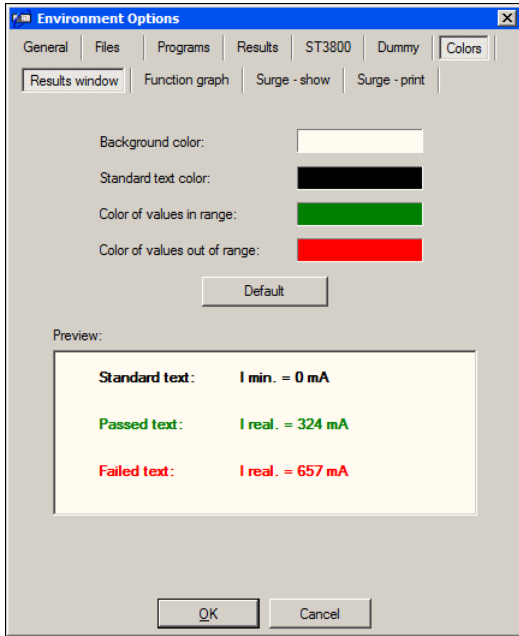 Environment Options
General Files Programs Results ST3800 Dummy Colors
Results window Function graph Surge - show Surge - print
Background color:
Standard text color:
Color of values in range:
Color of values out of range:
Default
Preview:
Standard text: I min. = 0 mA
Passed text: I real. = 324 mA
Failed text: I real. = 657 mA
OK Cancel